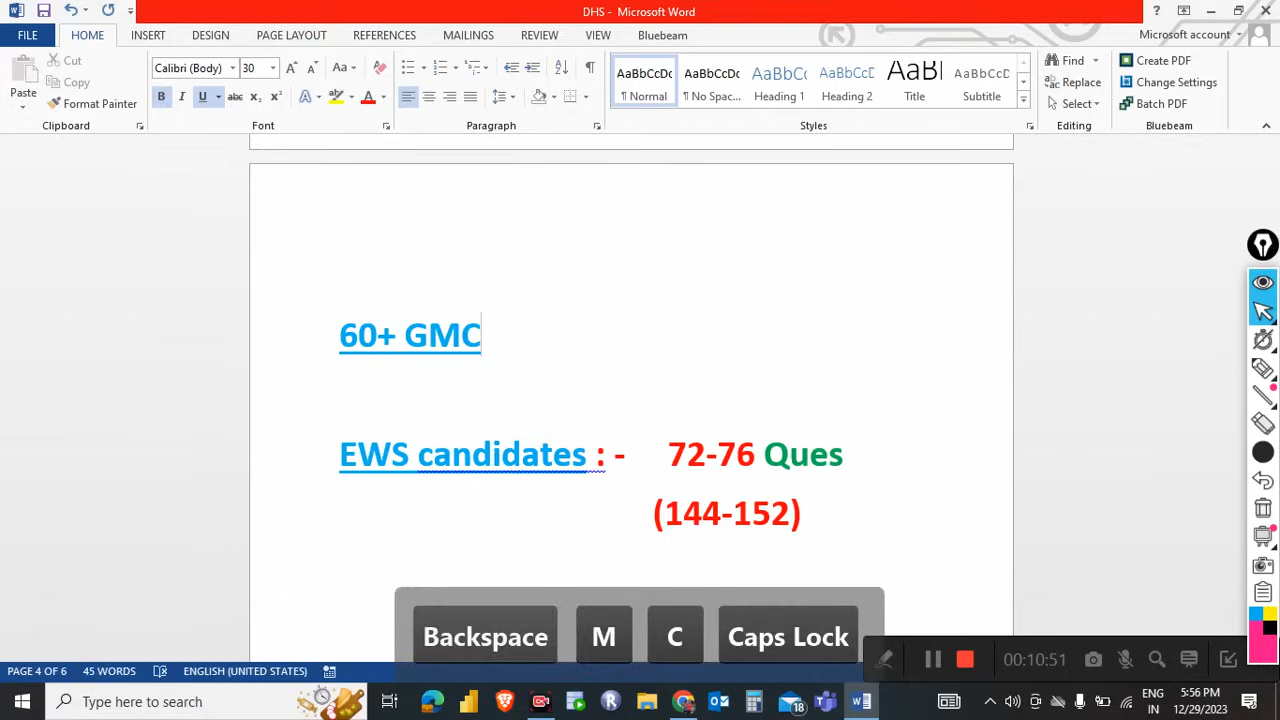 DHS - Microsoft Word
?
FILE HOME INSERT DESIGN PAGE LAYOUT REFERENCES MAILINGS REVIEW VIEW Bluebeam Microsoft account
Paste Cut Calibri (Body) 30 Find Create PDF
Copy Replace Change Settings
Format Painter Select Batch PDF
AaBbCcDc AaBbCcDc AaBbCc AaBbCcD AaBb AaBbCcD
¶ Normal ¶ No Spac... Heading 1 Heading 2 Title Subtitle
Clipboard Font Paragraph Styles Editing Bluebeam
60+ GMC
EWS candidates : - 72-76 Ques
(144-152)
Backspace M C Caps Lock
00:10:51
PAGE 4 OF 6 45 WORDS ENGLISH (UNITED STATES)
Type here to search 18 ENG 5:56 PM
IN 12/29/2023